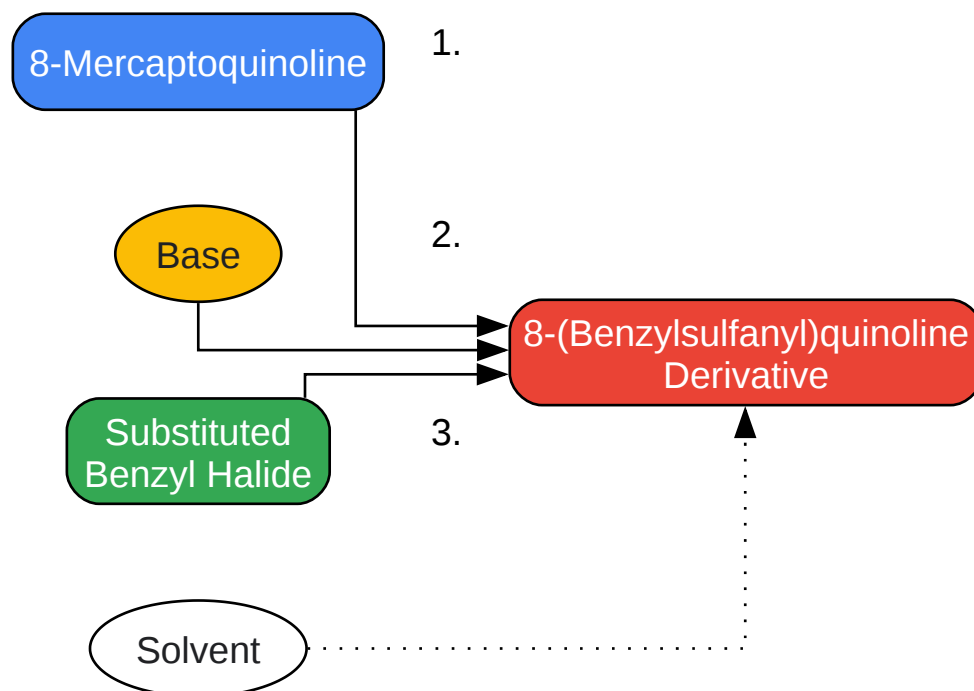 8-Mercaptoquinoline
1.
Base
2.
8-(Benzylsulfanyl)quinoline
Derivative
Substituted
Benzyl Halide
3.
Solvent